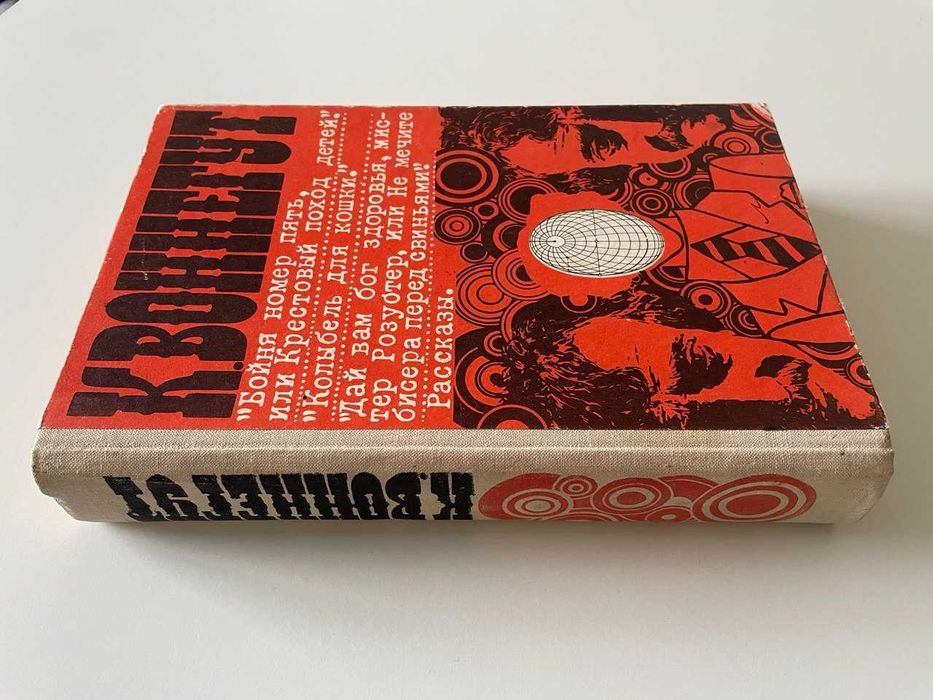 К. ВОННЕГУТ
"Бойня номер пять,
или Крестовый поход детей".
"Колыбель для кошки."
"Дай вам бог здоровья, мис-
тер Розуотер, или Не мечите
бисера перед свиньями".
Рассказы.
К. ВОННЕГУТ